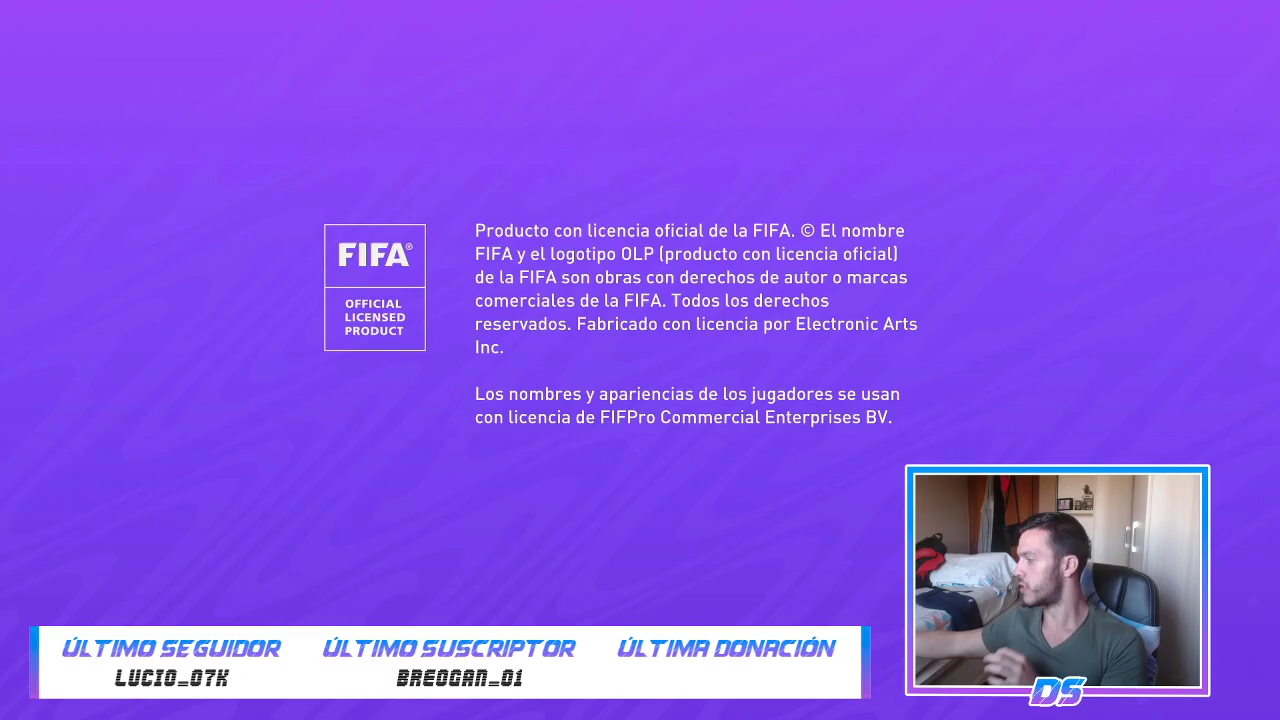 FIFA®
OFFICIAL
LICENSED
PRODUCT
Producto con licencia oficial de la FIFA. © El nombre
FIFA y el logotipo OLP (producto con licencia oficial)
de la FIFA son obras con derechos de autor o marcas
comerciales de la FIFA. Todos los derechos
reservados. Fabricado con licencia por Electronic Arts
Inc.
Los nombres y apariencias de los jugadores se usan
con licencia de FIFPro Commercial Enterprises BV.
ÚLTIMO SEGUIDOR
LUCIO_07K
ÚLTIMO SUSCRIPTOR
BREOGAN_01
ÚLTIMA DONACIÓN
DS